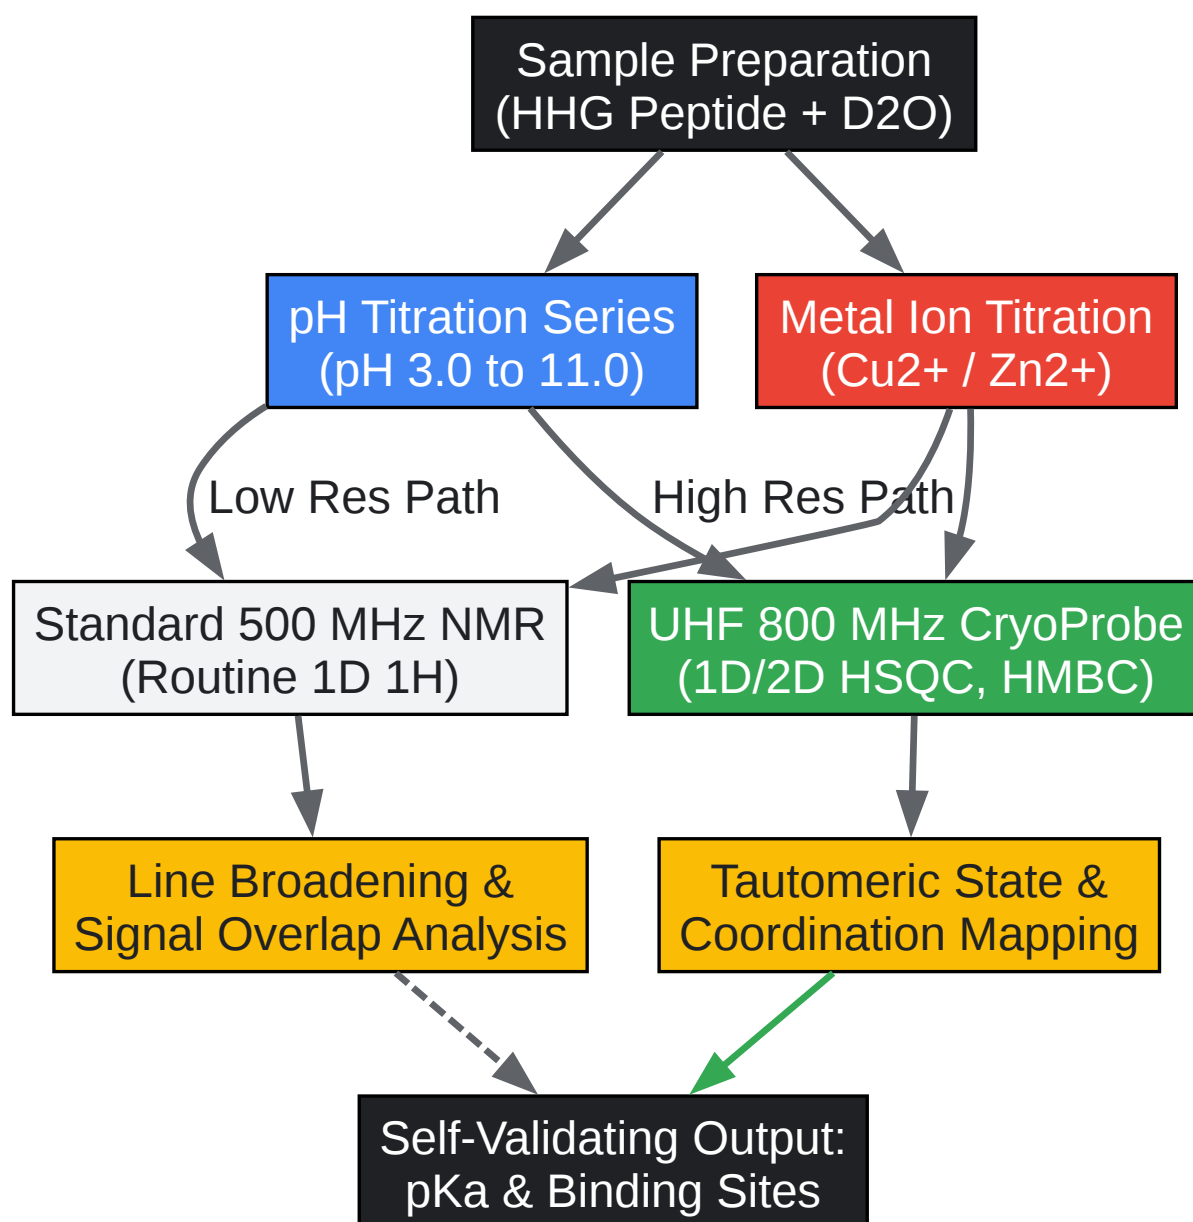 Sample Preparation
(HHG Peptide + D2O)
pH Titration Series
(pH 3.0 to 11.0)
Metal Ion Titration
(Cu2+ / Zn2+)
Low Res Path
High Res Path
Standard 500 MHz NMR
(Routine 1D 1H)
UHF 800 MHz CryoProbe
(1D/2D HSQC, HMBC)
Line Broadening &
Signal Overlap Analysis
Tautomeric State &
Coordination Mapping
Self-Validating Output:
pKa & Binding Sites